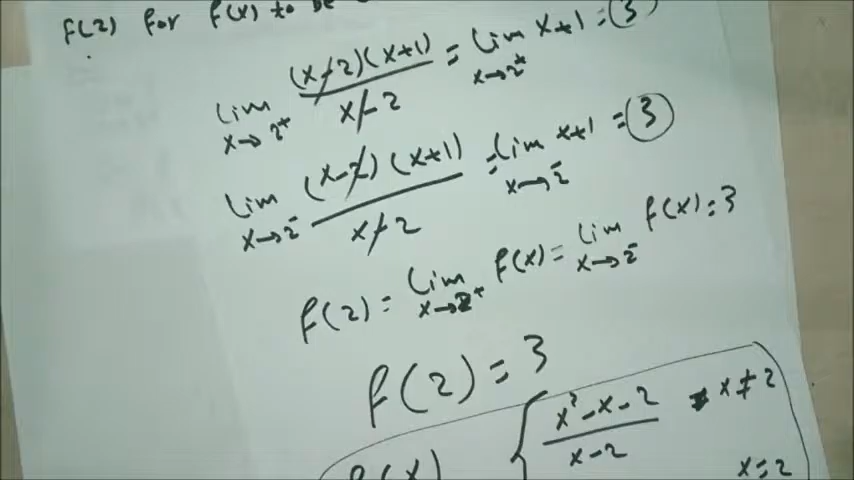 f(2) for f(x) to be
lim x→2⁺ (x-2)(x+1) / x-2 = lim x→2⁺ x+1 = 3
lim x→2⁻ (x-2)(x+1) / x-2 = lim x→2⁻ x+1 = 3
f(2) = lim x→2⁺ f(x) = lim x→2⁻ f(x) = 3
f(2) = 3
f(x) { x²-x-2 / x-2 x≠2
x=2